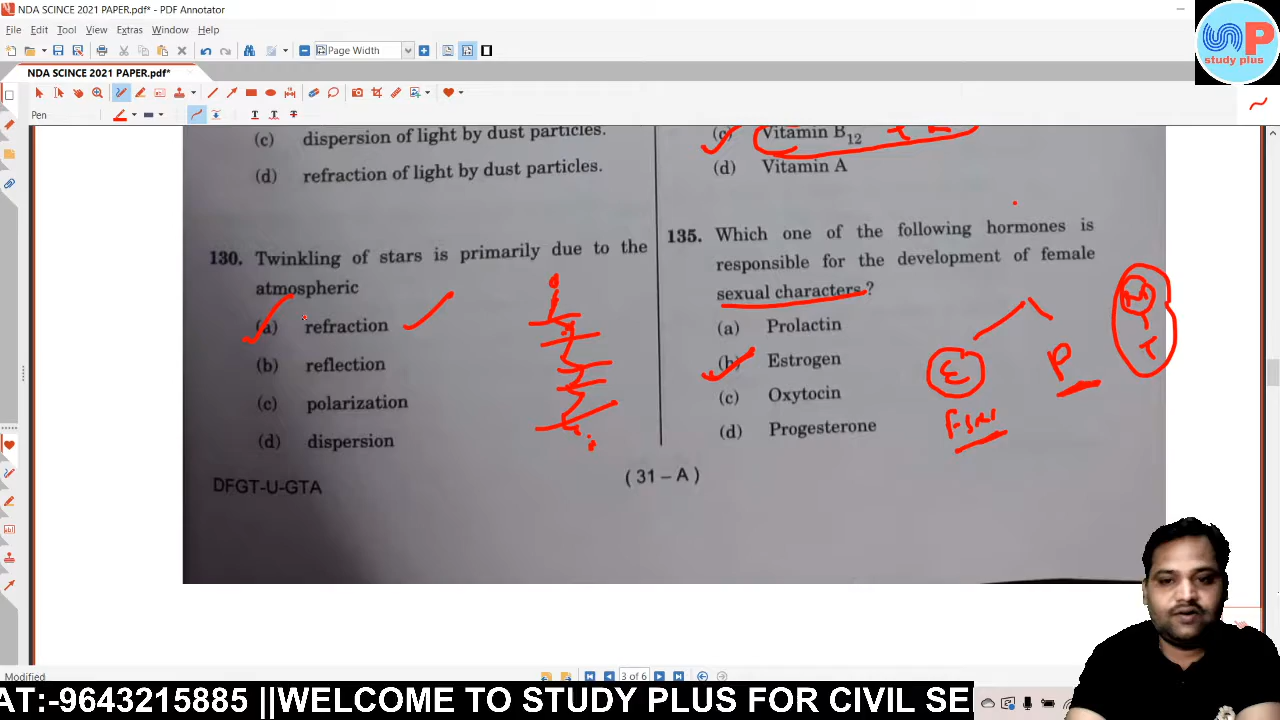 NDA SCINCE 2021 PAPER.pdf* - PDF Annotator
File Edit Tool View Extras Window Help
Page Width
NDA SCINCE 2021 PAPER.pdf*
Pen
T T T
UP
study plus
(c) dispersion of light by dust particles.
(d) refraction of light by dust particles.
130. Twinkling of stars is primarily due to the
atmospheric
(a) refraction
(b) reflection
(c) polarization
(d) dispersion
DFGT-U-GTA
(c) Vitamin B12
(d) Vitamin A
135. Which one of the following hormones is
responsible for the development of female
sexual characters ?
(a) Prolactin
(b) Estrogen
(c) Oxytocin
(d) Progesterone
E P
T
( 31 – A )
Modified
3 of 6
AT:-9643215885 ||WELCOME TO STUDY PLUS FOR CIVIL SE